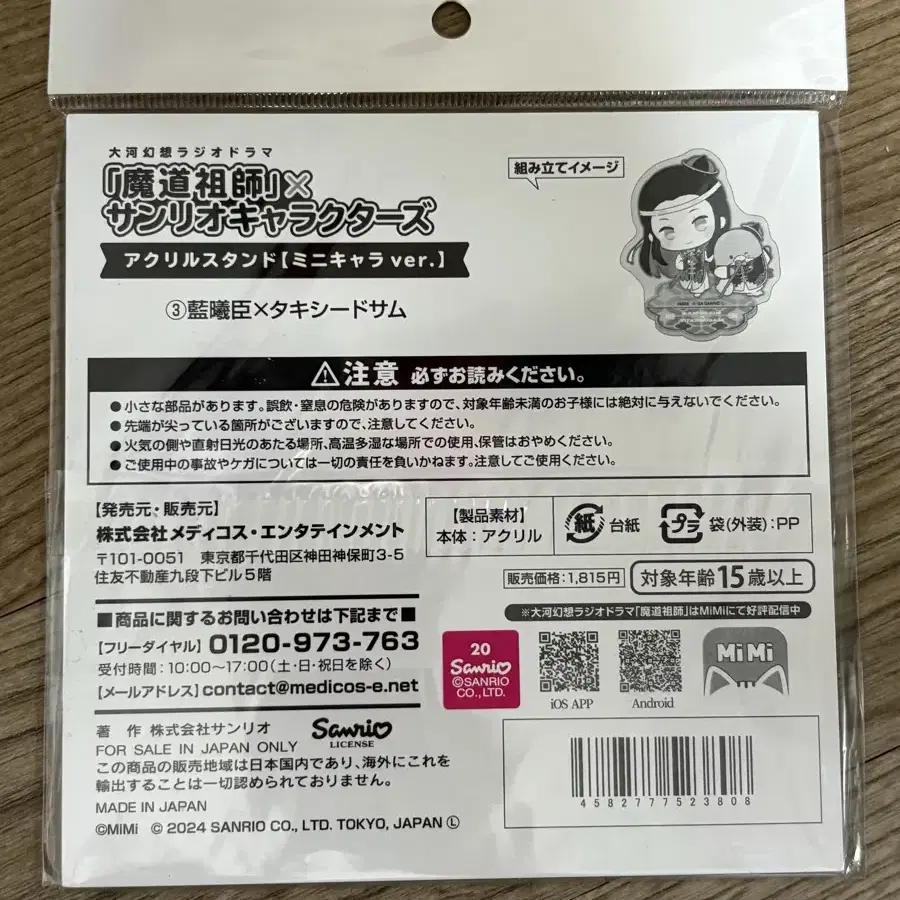 大河幻想ラジオドラマ
「魔道祖師」×
サンリオキャラクターズ
アクリルスタンド【ミニキャラver.】
③藍曦臣×タキシードサム
組み立てイメージ
⚠注意 必ずお読みください。
●小さな部品があります。誤飲・窒息の危険がありますので、対象年齢未満のお子様には絶対に与えないでください。
●先端が尖っている箇所がございますので、注意してください。
●火気の側や直射日光のあたる場所、高温多湿な場所での使用、保管はおやめください。
●ご使用中の事故やケガについては一切の責任を負いかねます。注意してご使用ください。
【発売元・販売元】
株式会社メディコス・エンタテインメント
〒101-0051 東京都千代田区神田神保町3-5
住友不動産九段下ビル5階
【製品素材】
本体：アクリル
紙 台紙
プラ 袋(外装)：PP
販売価格：1,815円
対象年齢15歳以上
※大河幻想ラジオドラマ「魔道祖師」はMiMiにて好評配信中
■商品に関するお問い合わせは下記まで■
【フリーダイヤル】0120-973-763
受付時間：10:00～17:00(土・日・祝日を除く)
【メールアドレス】contact@medicos-e.net
20
Sanrio
©SANRIO
CO.,LTD.
iOS APP
Android
MiMi
著 作 株式会社サンリオ
Sanrio
LICENSE
FOR SALE IN JAPAN ONLY
この商品の販売地域は日本国内であり、海外にこれを
輸出することは一切認められておりません。
MADE IN JAPAN
©MiMi © 2024 SANRIO CO., LTD. TOKYO, JAPAN Ⓛ
4582777523808